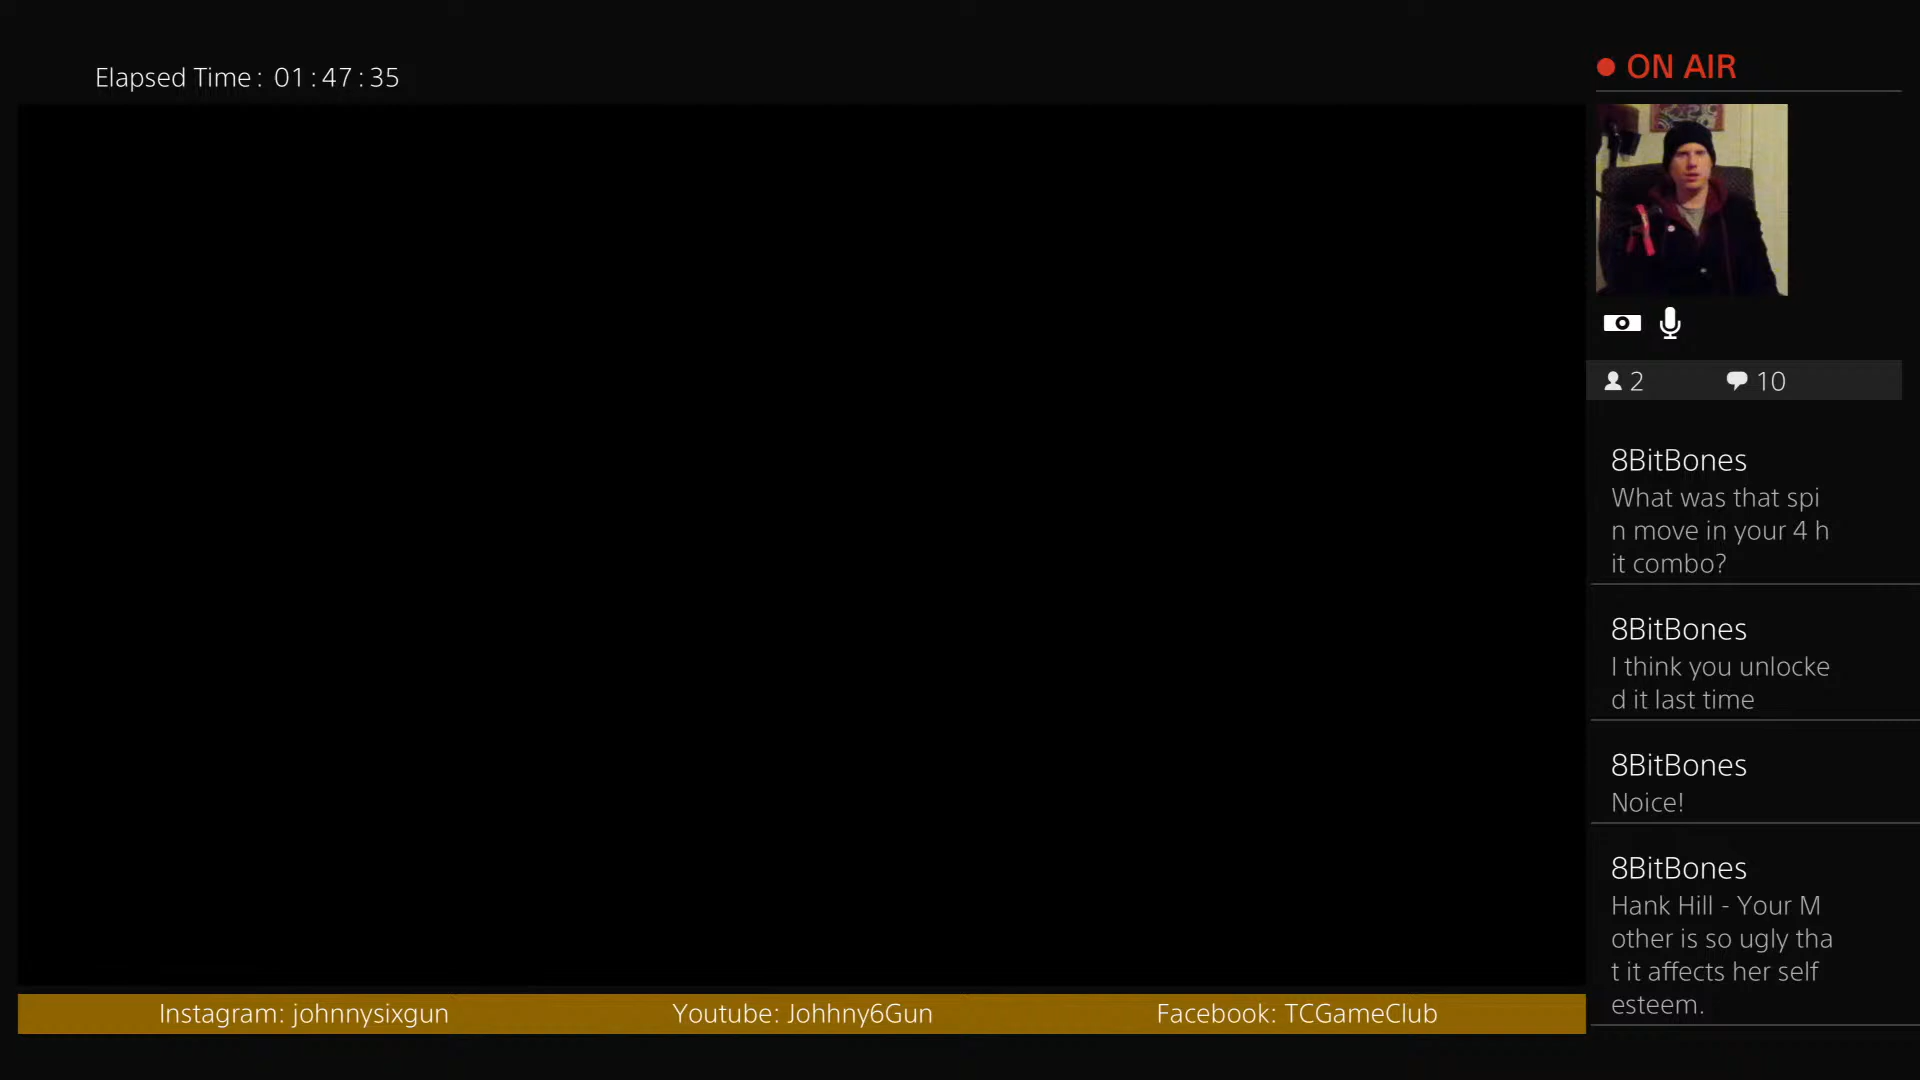 Elapsed Time: 01:47:35
ON AIR
2 10
8BitBones
What was that spi
n move in your 4 h
it combo?
8BitBones
I think you unlocke
d it last time
8BitBones
Noice!
8BitBones
Hank Hill - Your M
other is so ugly tha
t it affects her self
esteem.
Instagram: johnnysixgun Youtube: Johhny6Gun Facebook: TCGameClub